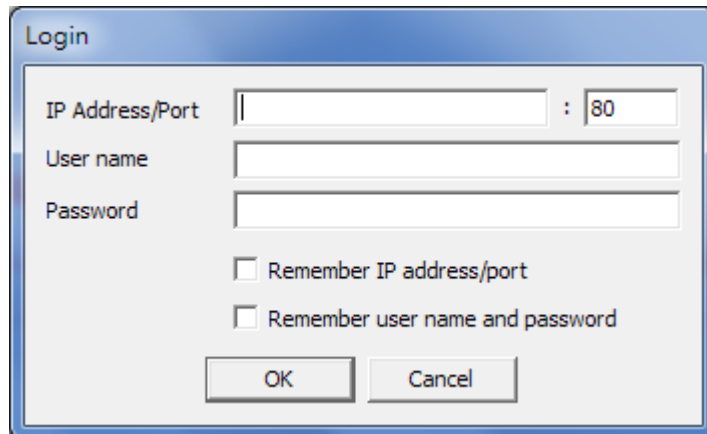 Login
IP Address/Port : 80
User name
Password
Remember IP address/port
Remember user name and password
OK Cancel